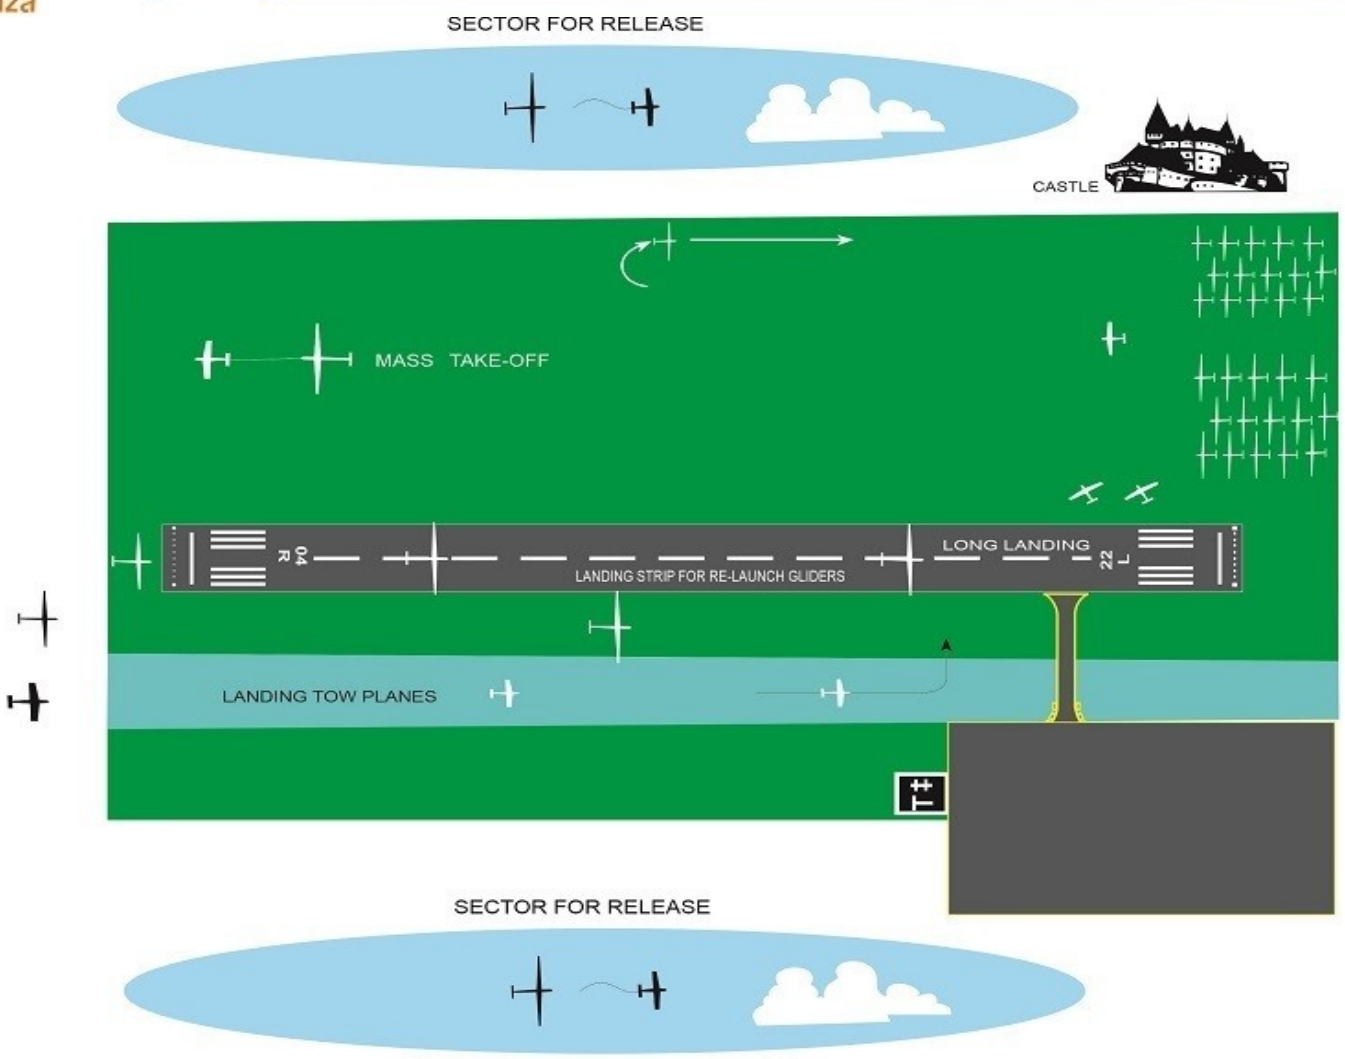 SECTOR FOR RELEASE
CASTLE
MASS TAKE-OFF
04
R
LONG LANDING
22
L
LANDING STRIP FOR RE-LAUNCH GLIDERS
LANDING TOW PLANES
T
SECTOR FOR RELEASE